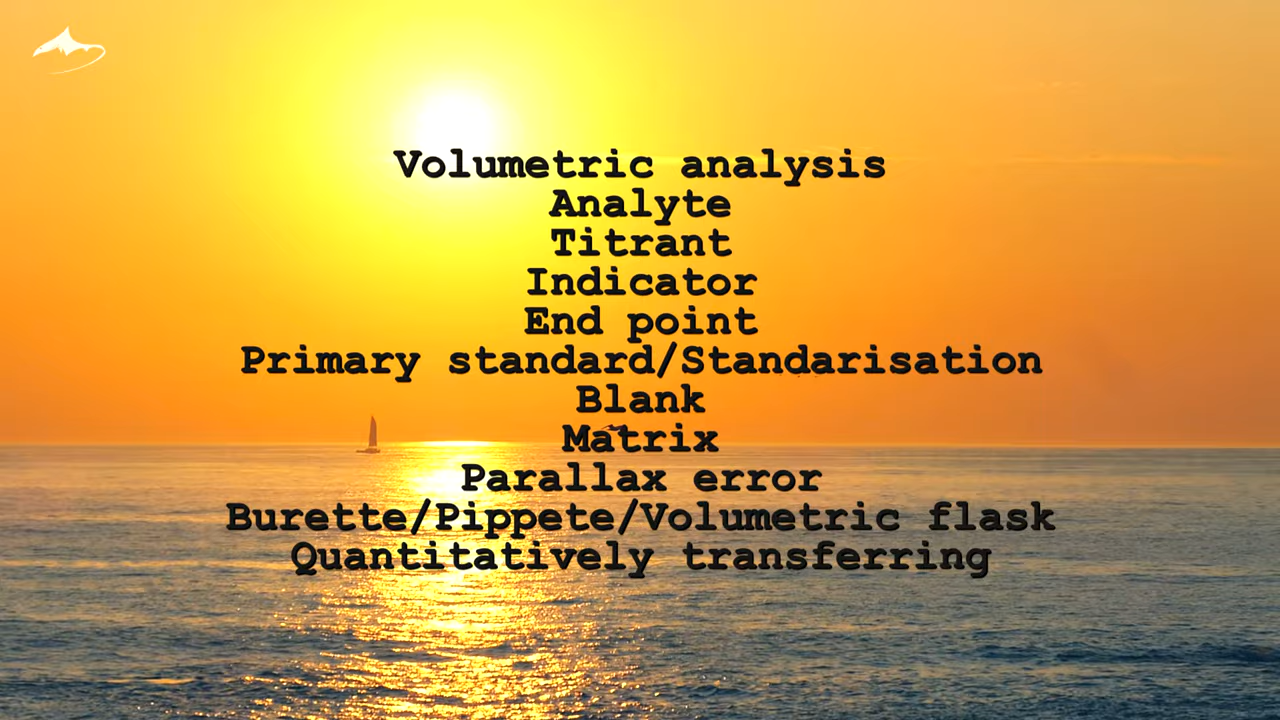 Volumetric analysis
Analyte
Titrant
Indicator
End point
Primary standard/Standarisation
Blank
Matrix
Parallax error
Burette/Pippete/Volumetric flask
Quantitatively transferring